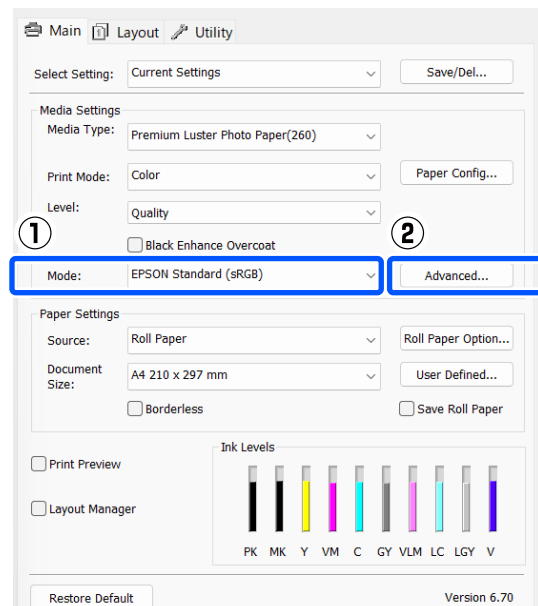 Main Layout Utility
Select Setting: Current Settings Save/Del...
Media Settings
Media Type: Premium Luster Photo Paper(260)
Print Mode: Color Paper Config...
Level: Quality
① ②
Black Enhance Overcoat
Mode: EPSON Standard (sRGB) Advanced...
Paper Settings
Source: Roll Paper Roll Paper Option...
Document
Size: A4 210 x 297 mm User Defined...
Borderless Save Roll Paper
Ink Levels
Print Preview
Layout Manager
PK MK Y VM C GY VLM LC LGY V
Restore Default Version 6.70